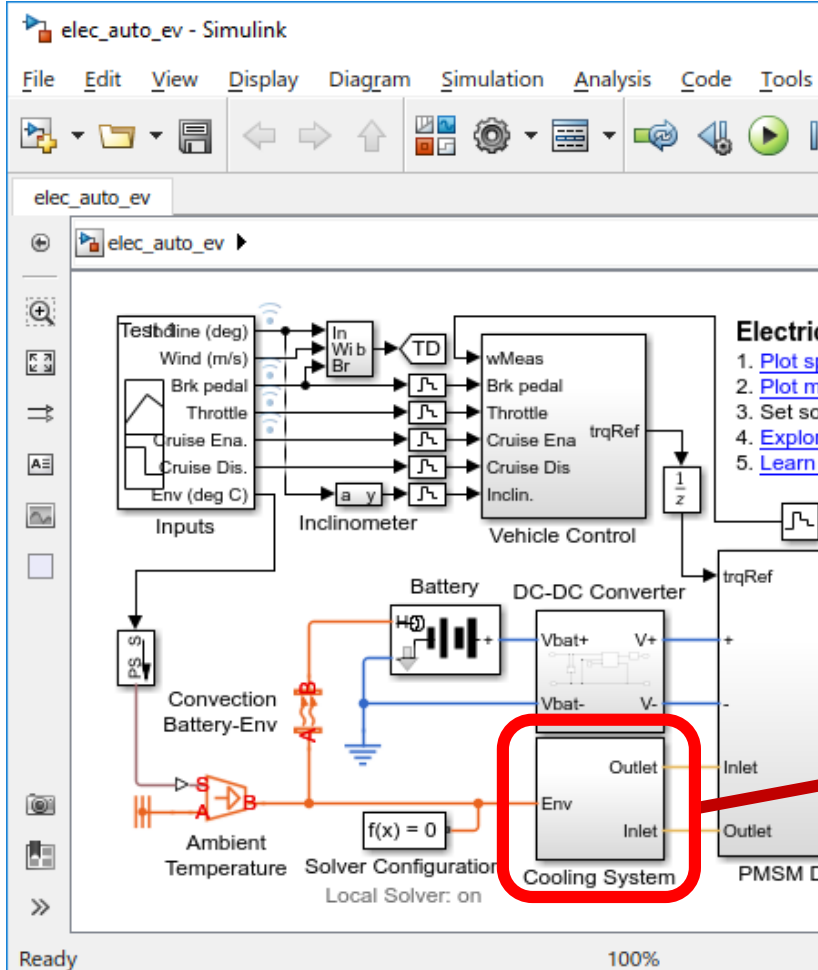 elec_auto_ev - Simulink
File Edit View Display Diagram Simulation Analysis Code Tools
elec_auto_ev
elec_auto_ev
Test Incline (deg)
Wind (m/s)
Brk pedal
Throttle
Cruise Ena.
Cruise Dis.
Env (deg C)
Inputs
In
Wi b
Br
TD
a y
Inclinometer
wMeas
Brk pedal
Throttle
Cruise Ena
Cruise Dis
Inclin.
trqRef
Vehicle Control
1
z
Electri
1. Plot s
2. Plot m
3. Set so
4. Explor
5. Learn
PS S
Convection
Battery-Env
B
A
Battery
H
+
DC-DC Converter
Vbat+ V+
Vbat- V-
trqRef
+
-
Inlet
Outlet
PMSM D
S
A
B
Ambient
Temperature
f(x) = 0
Solver Configuration
Local Solver: on
Outlet
Env
Inlet
Cooling System
Ready 100%